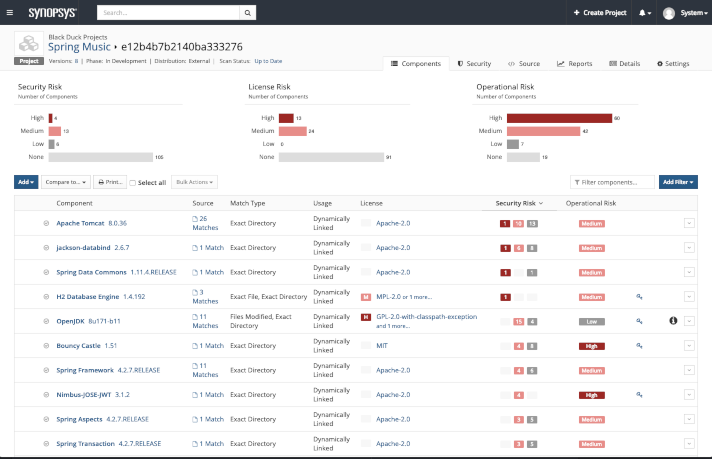 SYNOPSYS
Search...
Create Project
System
Black Duck Projects
Spring Music ▸ e12b4b7b2140ba333276
Project Versions: 8 | Phase: In Development | Distribution: External | Scan Status: Up to Date
Components Security Source Reports Details Settings
Security Risk
Number of Components
High 4
Medium 13
Low 6
None
License Risk
Number of Components
High 12
Medium 24
Low 0
None 91
Operational Risk
Number of Components
High
Medium 42
Low 7
None
Add Compare to... Print... Select all Bulk Actions Filter components... Add Filter
Component Source Match Type Usage License Security Risk Operational Risk
Apache Tomcat 8.0.36 26 Matches Exact Directory Dynamically Linked Apache-2.0 1 10 13 Medium
jackson-databind 2.6.7 1 Match Exact Directory Dynamically Linked Apache-2.0 1 6 8 Medium
Spring Data Commons 1.11.4.RELEASE 1 Match Exact Directory Dynamically Linked Apache-2.0 1 1 Medium
H2 Database Engine 1.4.192 3 Matches Exact File, Exact Directory Dynamically Linked M MPL-2.0 or 1 more... 1 Medium
OpenJDK 8u171-b11 11 Matches Files Modified, Exact Directory Dynamically Linked H GPL-2.0-with-classpath-exception and 1 more... 15 4 Low
Bouncy Castle 1.51 1 Match Exact Directory Dynamically Linked MIT 4 8 High
Spring Framework 4.2.7.RELEASE 11 Matches Exact Directory Dynamically Linked Apache-2.0 4 6 Medium
Nimbus-JOSE-JWT 3.1.2 1 Match Exact Directory Dynamically Linked Apache-2.0 4 High
Spring Aspects 4.2.7.RELEASE 1 Match Exact Directory Dynamically Linked Apache-2.0 3 5 Medium
Spring Transaction 4.2.7.RELEASE 1 Match Exact Directory Dynamically Linked Apache-2.0 3 5 Medium